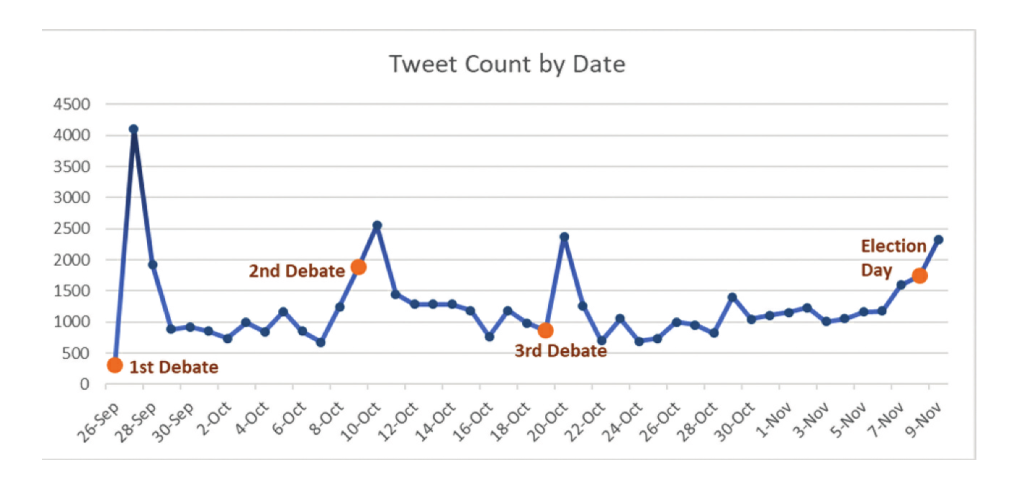 Tweet Count by Date
4500
4000
3500
3000
2500
2000
1500
1000
500
0
Election
Day
2nd Debate
3rd Debate
1st Debate
26-Sep
28-Sep
30-Sep
2-Oct
4-Oct
6-Oct
8-Oct
10-Oct
12-Oct
14-Oct
16-Oct
18-Oct
20-Oct
22-Oct
24-Oct
26-Oct
28-Oct
30-Oct
1-Nov
3-Nov
5-Nov
7-Nov
9-Nov